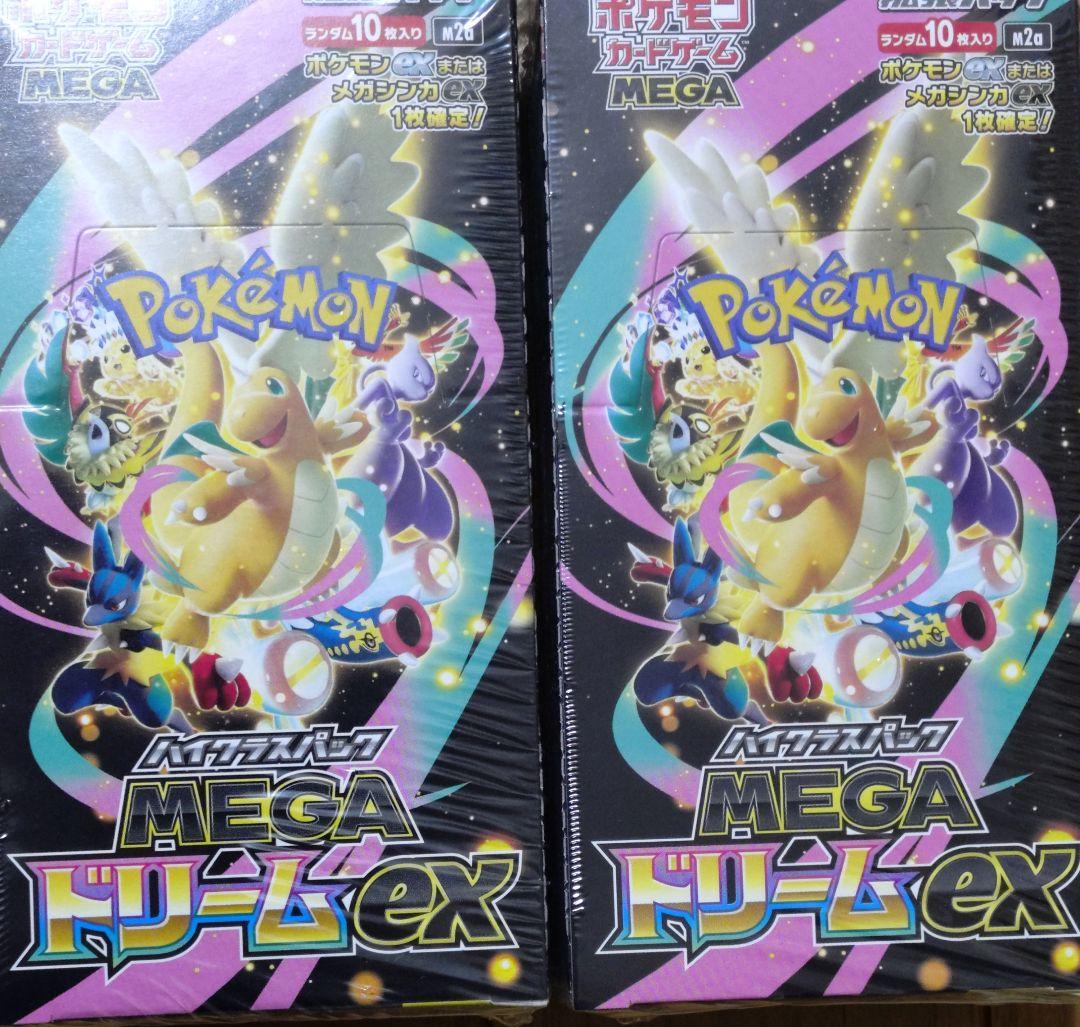 ポケモン
カードゲーム
MEGA
ランダム10枚入り M2a
ポケモンexまたは
メガシンカex
1枚確定!
POKéMON
ハイクラスパック
MEGA
ドリームex
ポケモン
カードゲーム
MEGA
ランダム10枚入り M2a
ポケモンexまたは
メガシンカex
1枚確定!
POKéMON
ハイクラスパック
MEGA
ドリームex